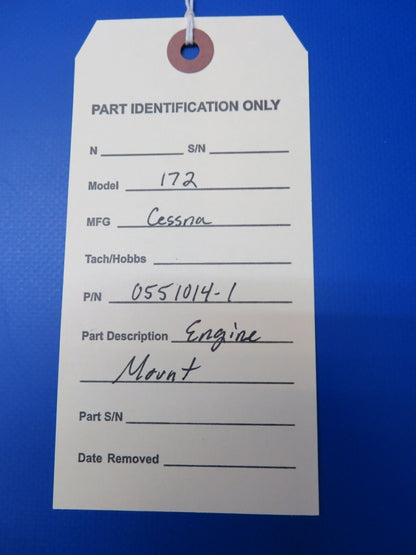 PART IDENTIFICATION ONLY
N S/N
Model 172
MFG Cessna
Tach/Hobbs
P/N 0551014-1
Part Description Engine
Mount
Part S/N
Date Removed